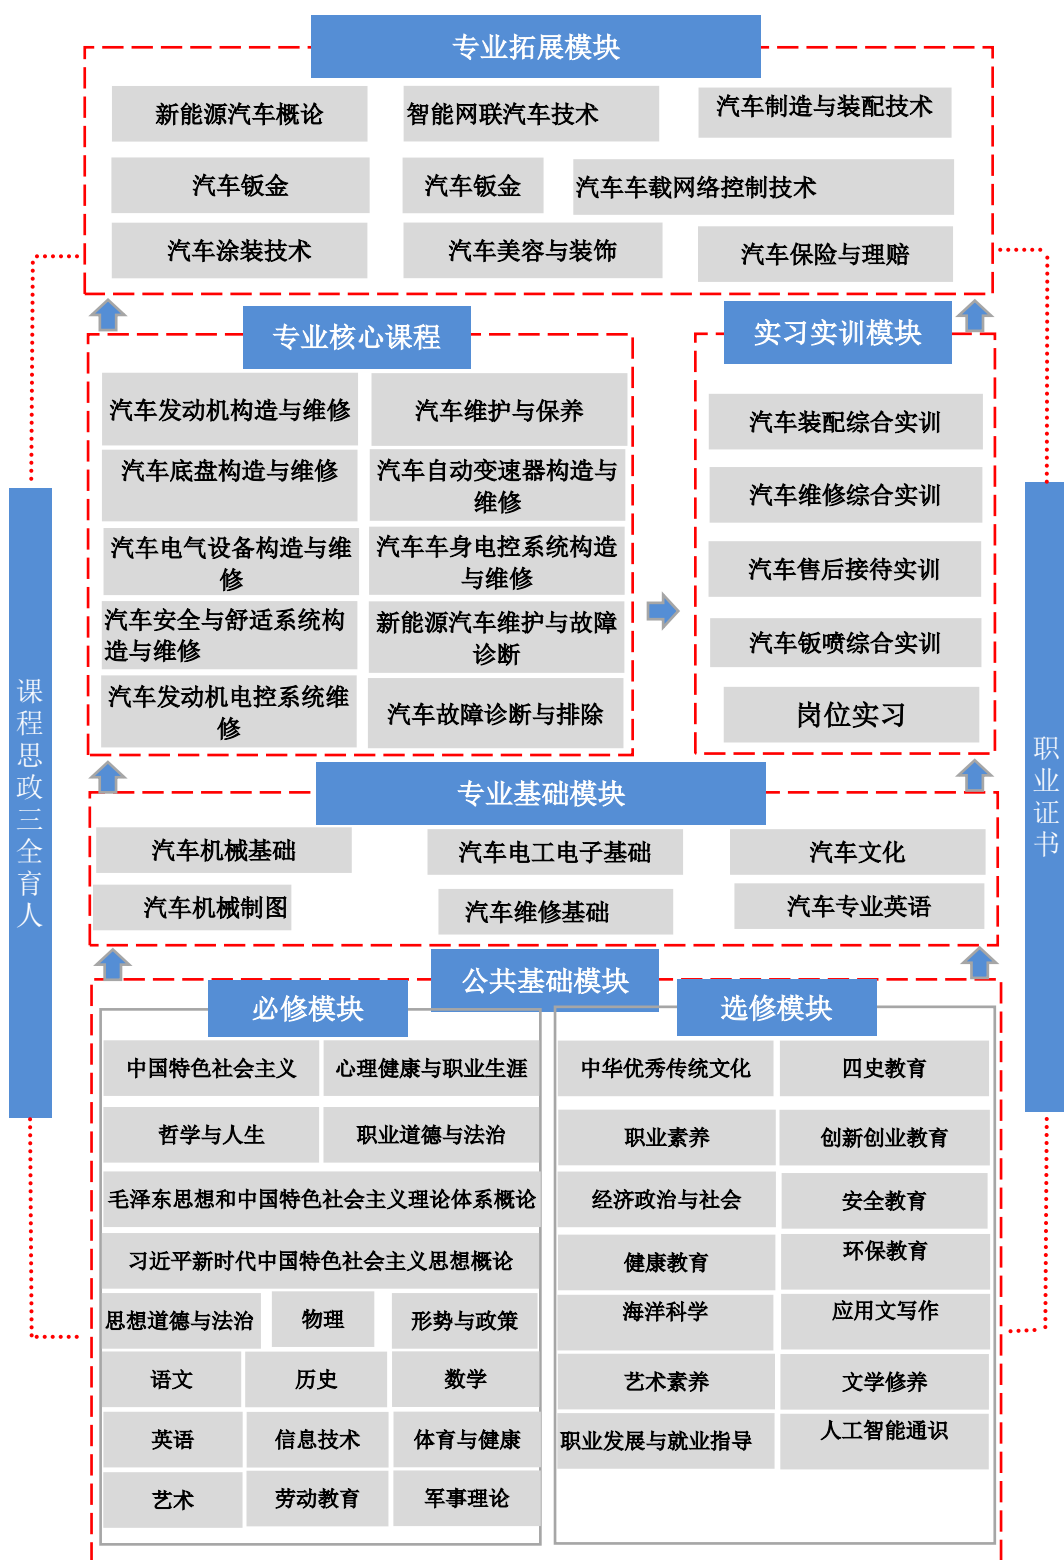 专业拓展模块
新能源汽车概论
智能网联汽车技术
汽车制造与装配技术
汽车钣金
汽车钣金
汽车车载网络控制技术
汽车涂装技术
汽车美容与装饰
汽车保险与理赔
专业核心课程
汽车发动机构造与维修
汽车维护与保养
汽车底盘构造与维修
汽车自动变速器构造与
维修
汽车电气设备构造与维
修
汽车车身电控系统构造
与维修
汽车安全与舒适系统构
造与维修
新能源汽车维护与故障
诊断
汽车发动机电控系统维
修
汽车故障诊断与排除
实习实训模块
汽车装配综合实训
汽车维修综合实训
汽车售后接待实训
汽车钣喷综合实训
岗位实习
课程思政三全育人
职业证书
专业基础模块
汽车机械基础
汽车电工电子基础
汽车文化
汽车机械制图
汽车维修基础
汽车专业英语
公共基础模块
必修模块
中国特色社会主义
心理健康与职业生涯
哲学与人生
职业道德与法治
毛泽东思想和中国特色社会主义理论体系概论
习近平新时代中国特色社会主义思想概论
思想道德与法治
物理
形势与政策
语文
历史
数学
英语
信息技术
体育与健康
艺术
劳动教育
军事理论
选修模块
中华优秀传统文化
四史教育
职业素养
创新创业教育
经济政治与社会
安全教育
健康教育
环保教育
海洋科学
应用文写作
艺术素养
文学修养
职业发展与就业指导
人工智能通识